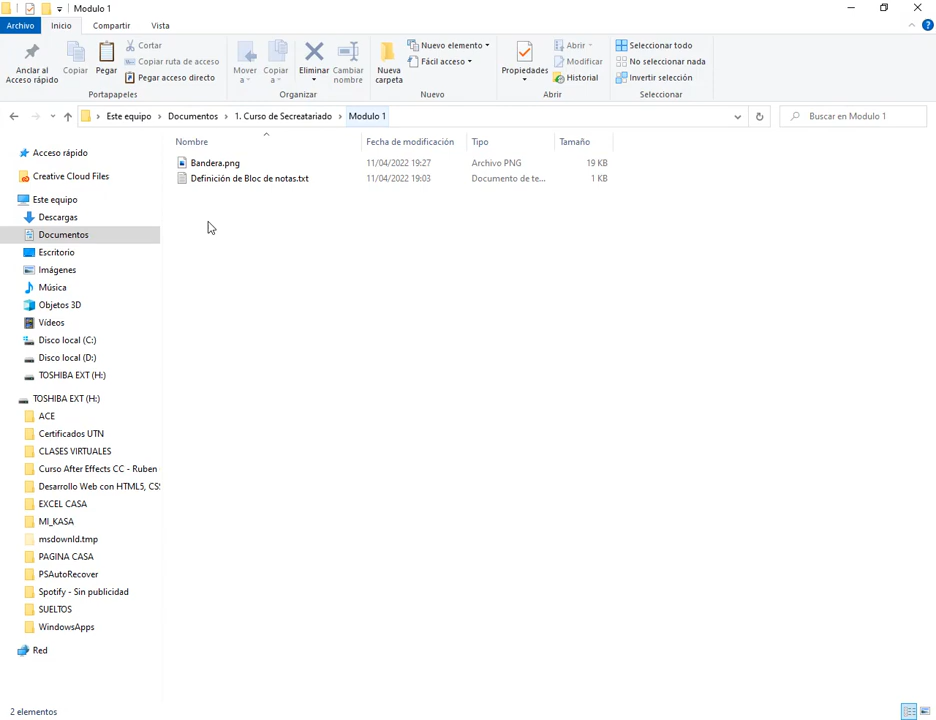 Modulo 1
Archivo
Inicio
Compartir
Vista
Anclar al
Acceso rápido
Copiar
Pegar
Cortar
Copiar ruta de acceso
Pegar acceso directo
Portapapeles
Mover
a
Copiar
a
Eliminar
Cambiar
nombre
Organizar
Nueva
carpeta
Nuevo elemento
Fácil acceso
Nuevo
Propiedades
Abrir
Modificar
Historial
Abrir
Seleccionar todo
No seleccionar nada
Invertir selección
Seleccionar
Este equipo > Documentos > 1. Curso de Secreatariado > Modulo 1
Buscar en Modulo 1
Nombre Fecha de modificación Tipo Tamaño
Bandera.png 11/04/2022 19:27 Archivo PNG 19 KB
Definición de Bloc de notas.txt 11/04/2022 19:03 Documento de te... 1 KB
Acceso rápido
Creative Cloud Files
Este equipo
Descargas
Documentos
Escritorio
Imágenes
Música
Objetos 3D
Vídeos
Disco local (C:)
Disco local (D:)
TOSHIBA EXT (H:)
TOSHIBA EXT (H:)
ACE
Certificados UTN
CLASES VIRTUALES
Curso After Effects CC - Ruben
Desarrollo Web con HTML5, CSS
EXCEL CASA
MI_KASA
msdownld.tmp
PAGINA CASA
PSAutoRecover
Spotify - Sin publicidad
SUELTOS
WindowsApps
Red
2 elementos